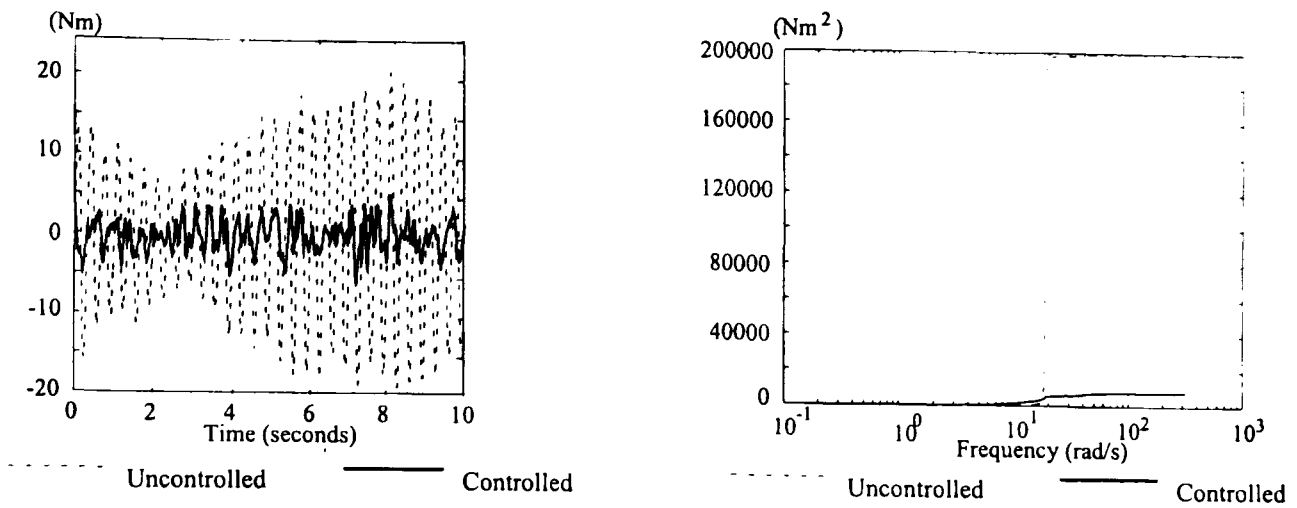 (Nm)
20
10
0
-10
-20
0 2 4 6 8 10
Time (seconds)
Uncontrolled Controlled
(Nm²)
200000
160000
120000
80000
40000
0
10⁻¹ 10⁰ 10¹ 10² 10³
Frequency (rad/s)
Uncontrolled Controlled